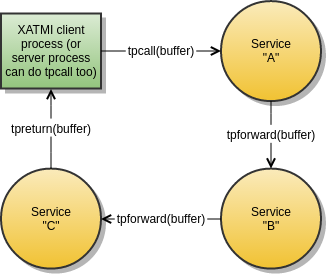 XATMI client
process (or
server process
can do tpcall too)
tpcall(buffer)
Service
"A"
tpforward(buffer)
Service
"B"
tpforward(buffer)
Service
"C"
tpreturn(buffer)